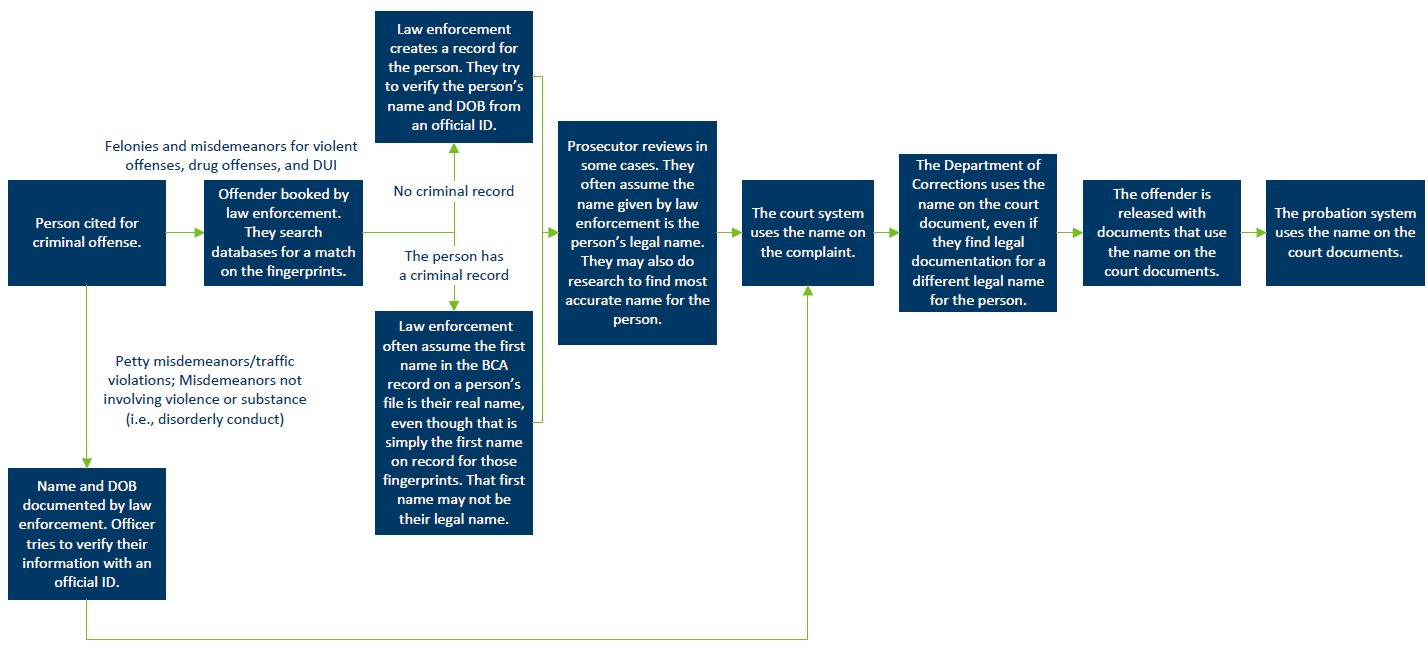 Law enforcement
creates a record for
the person. They try
to verify the person's
name and DOB from
an official ID.
Felonies and misdemeanors for violent
offenses, drug offenses, and DUI
Person cited for
criminal offense.
Offender booked by
law enforcement.
They search
databases for a match
on the fingerprints.
No criminal record
The person has
a criminal record
Law enforcement
often assume the first
name in the BCA
record on a person's
file is their real name,
even though that is
simply the first name
on record for those
fingerprints. That first
name may not be
their legal name.
Prosecutor reviews in
some cases. They
often assume the
name given by law
enforcement is the
person's legal name.
They may also do
research to find most
accurate name for the
person.
The court system
uses the name on
the complaint.
The Department of
Corrections uses the
name on the court
document, even if
they find legal
documentation for a
different legal name
for the person.
The offender is
released with
documents that use
the name on the
court documents.
The probation system
uses the name on the
court documents.
Petty misdemeanors/traffic
violations; Misdemeanors not
involving violence or substance
(i.e., disorderly conduct)
Name and DOB
documented by law
enforcement. Officer
tries to verify their
information with an
official ID.